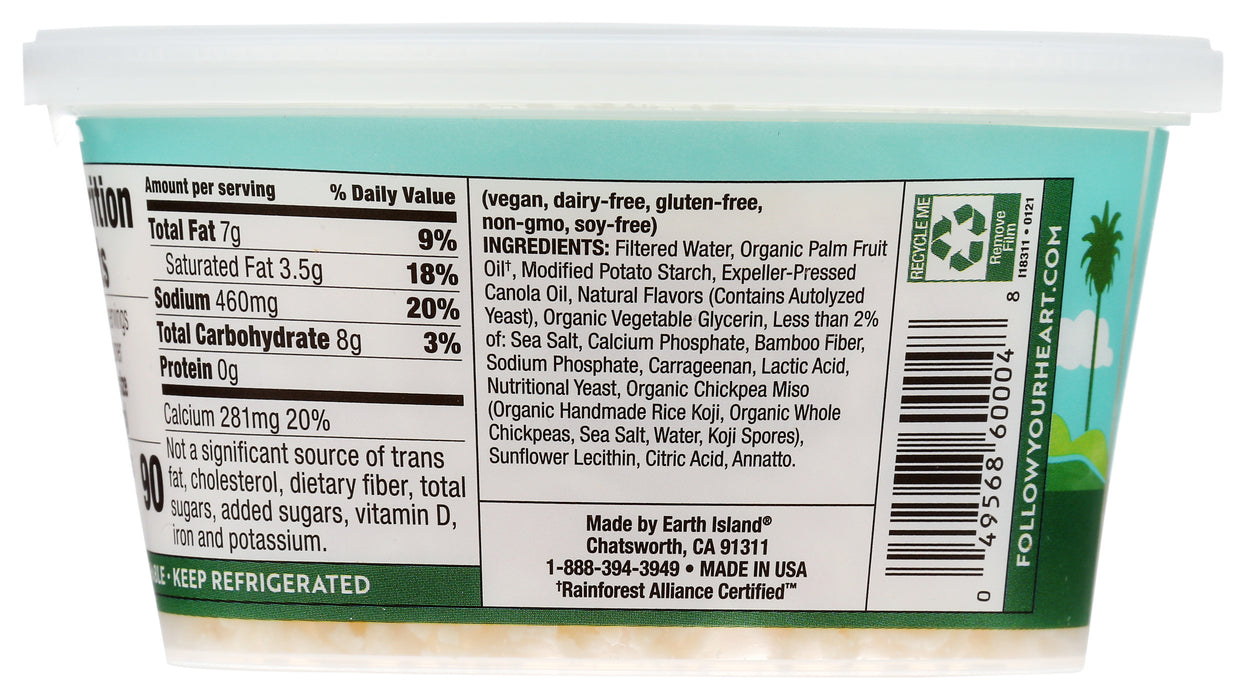 Amount per serving
% Daily Value
Total Fat 7g 9%
Saturated Fat 3.5g 18%
Sodium 460mg 20%
Total Carbohydrate 8g 3%
Protein 0g
Calcium 281mg 20%
Not a significant source of trans
fat, cholesterol, dietary fiber, total
sugars, added sugars, vitamin D,
iron and potassium.
90
KEEP REFRIGERATED
(vegan, dairy-free, gluten-free,
non-gmo, soy-free)
INGREDIENTS: Filtered Water, Organic Palm Fruit
Oil†, Modified Potato Starch, Expeller-Pressed
Canola Oil, Natural Flavors (Contains Autolyzed
Yeast), Organic Vegetable Glycerin, Less than 2%
of: Sea Salt, Calcium Phosphate, Bamboo Fiber,
Sodium Phosphate, Carrageenan, Lactic Acid,
Nutritional Yeast, Organic Chickpea Miso
(Organic Handmade Rice Koji, Organic Whole
Chickpeas, Sea Salt, Water, Koji Spores),
Sunflower Lecithin, Citric Acid, Annatto.
Made by Earth Island®
Chatsworth, CA 91311
1-888-394-3949 • MADE IN USA
†Rainforest Alliance Certified™
RECYCLE ME
Remove
Film
I18311 • 0121
0 49568 60004 8
FOLLOWYOURHEART.COM